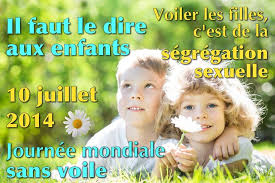 Il faut le dire
aux enfants
Voiler les filles,
c'est de la
ségrégation
sexuelle
10 juillet
2014
Journée mondiale
sans voile